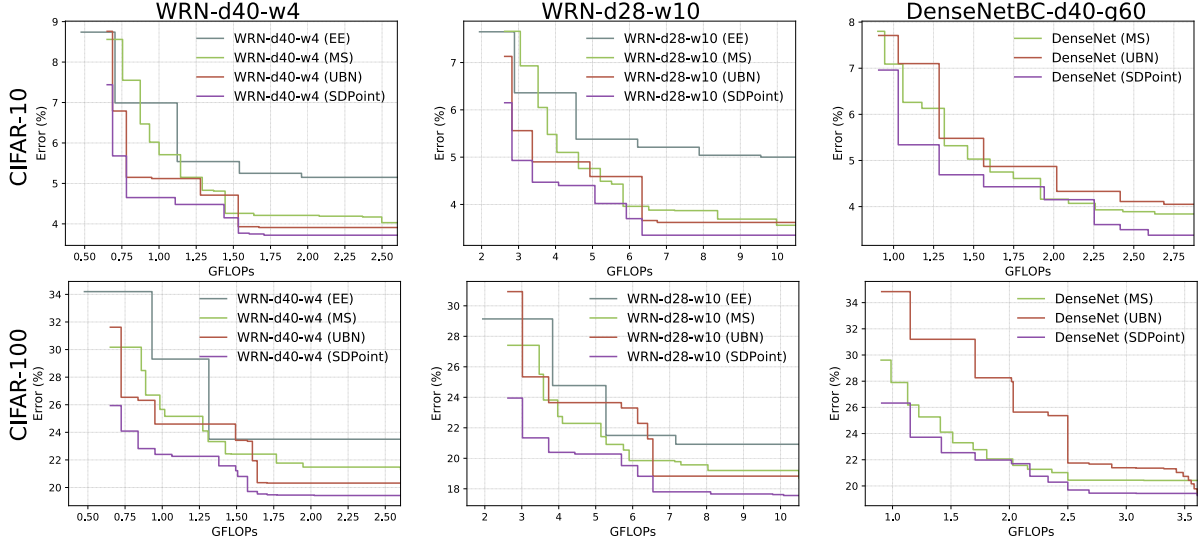 WRN-d40-w4
WRN-d28-w10
DenseNetBC-d40-g60
CIFAR-10
Error (%)
9
8
7
6
5
4
WRN-d40-w4 (EE)
WRN-d40-w4 (MS)
WRN-d40-w4 (UBN)
WRN-d40-w4 (SDPoint)
0.50 0.75 1.00 1.25 1.50 1.75 2.00 2.25 2.50
GFLOPs
Error (%)
7
6
5
4
WRN-d28-w10 (EE)
WRN-d28-w10 (MS)
WRN-d28-w10 (UBN)
WRN-d28-w10 (SDPoint)
2 3 4 5 6 7 8 9 10
GFLOPs
Error (%)
8
7
6
5
4
DenseNet (MS)
DenseNet (UBN)
DenseNet (SDPoint)
1.00 1.25 1.50 1.75 2.00 2.25 2.50 2.75
GFLOPs
CIFAR-100
Error (%)
34
32
30
28
26
24
22
20
WRN-d40-w4 (EE)
WRN-d40-w4 (MS)
WRN-d40-w4 (UBN)
WRN-d40-w4 (SDPoint)
0.50 0.75 1.00 1.25 1.50 1.75 2.00 2.25 2.50
GFLOPs
Error (%)
30
28
26
24
22
20
18
WRN-d28-w10 (EE)
WRN-d28-w10 (MS)
WRN-d28-w10 (UBN)
WRN-d28-w10 (SDPoint)
2 3 4 5 6 7 8 9 10
GFLOPs
Error (%)
34
32
30
28
26
24
22
20
DenseNet (MS)
DenseNet (UBN)
DenseNet (SDPoint)
1.0 1.5 2.0 2.5 3.0 3.5
GFLOPs